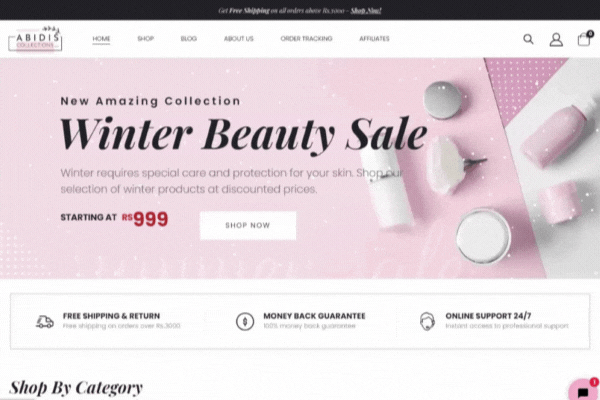 Get Free Shipping on all orders above Rs.3000 – Shop Now!
ABIDIS
COLLECTIONS
HOME
SHOP
BLOG
ABOUT US
ORDER TRACKING
AFFILIATES
0
New Amazing Collection
Winter Beauty Sale
Winter requires special care and protection for your skin. Shop our
selection of winter products at discounted prices.
STARTING AT RS999
SHOP NOW
FREE SHIPPING & RETURN
Free shipping on orders over Rs.3000
MONEY BACK GUARANTEE
100% money back guarantee
ONLINE SUPPORT 24/7
Instant access to professional support
Shop By Category
1